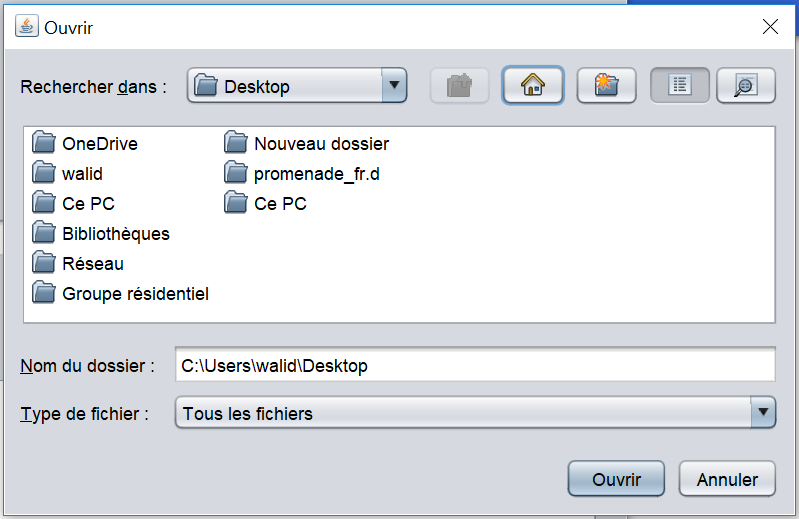 Ouvrir
Rechercher dans :
Desktop
OneDrive
walid
Ce PC
Bibliothèques
Réseau
Groupe résidentiel
Nouveau dossier
promenade_fr.d
Ce PC
Nom du dossier :
C:\Users\walid\Desktop
Type de fichier :
Tous les fichiers
Ouvrir
Annuler